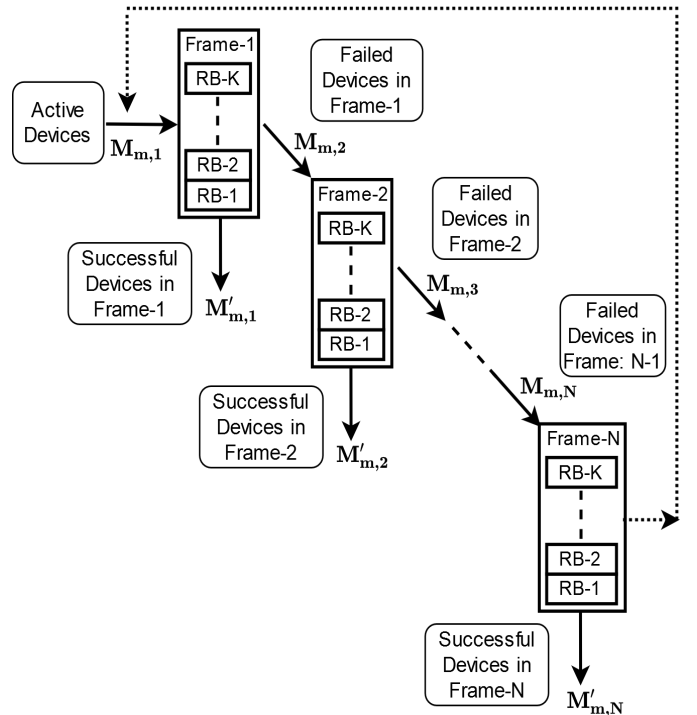 Active
Devices
M_{m,1}
Frame-1
RB-K
RB-2
RB-1
Failed
Devices in
Frame-1
M_{m,2}
Successful
Devices in
Frame-1
M'_{m,1}
Frame-2
RB-K
RB-2
RB-1
Failed
Devices in
Frame-2
M_{m,3}
Successful
Devices in
Frame-2
M'_{m,2}
Failed
Devices in
Frame: N-1
M_{m,N}
Frame-N
RB-K
RB-2
RB-1
Successful
Devices in
Frame-N
M'_{m,N}